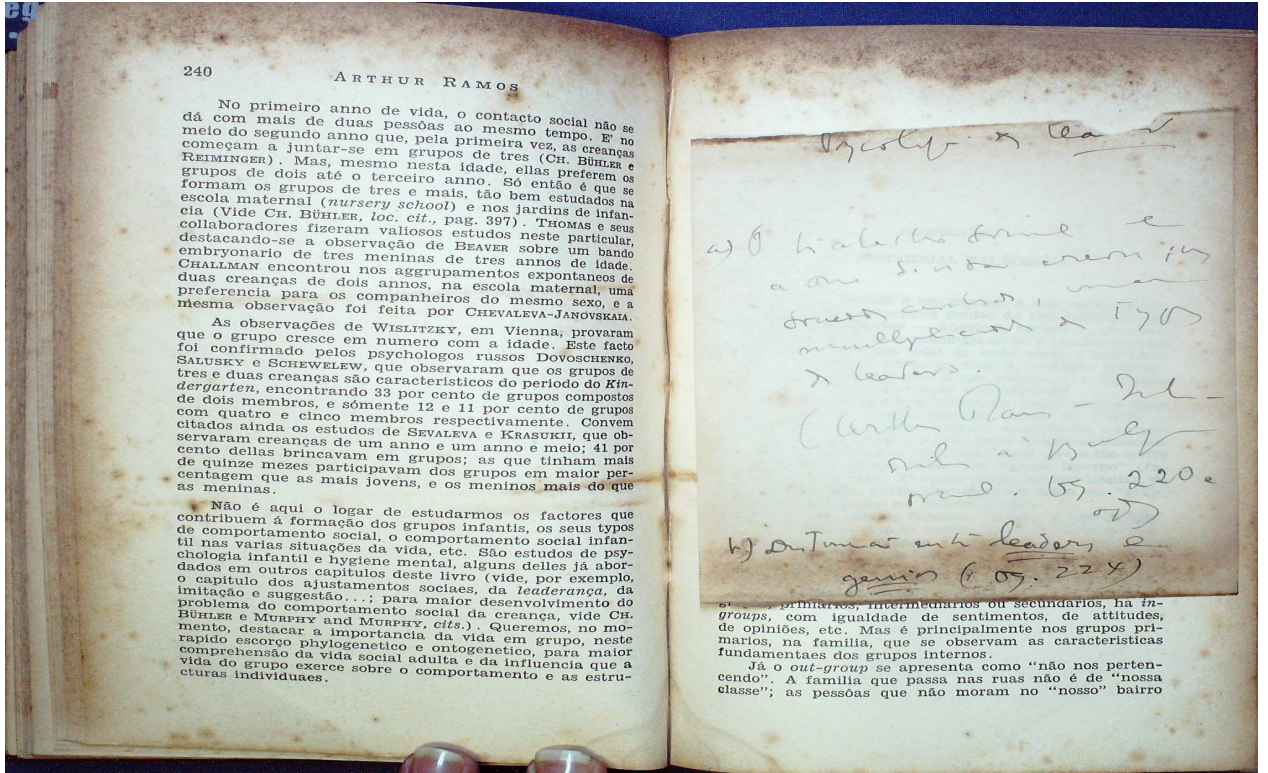 240
ARTHUR RAMOS
No primeiro anno de vida, o contacto social não se
dá com mais de duas pessôas ao mesmo tempo. E' no
meio do segundo anno que, pela primeira vez, as creanças
começam a juntar-se em grupos de tres (CH. BÜHLER e
REIMINGER). Mas, mesmo nesta idade, ellas preferem os
grupos de dois até o terceiro anno. Só então é que se
formam os grupos de tres e mais, tão bem estudados na
escola maternal (nursery school) e nos jardins de infan-
cia (Vide CH. BÜHLER, loc. cit., pag. 397). THOMAS e seus
collaboradores fizeram valiosos estudos neste particular,
destacando-se a observação de BEAVER sobre um bando
embryonario de tres meninas de tres annos de idade.
CHALLMAN encontrou nos aggrupamentos expontaneos de
duas creanças de dois annos, na escola maternal, uma
preferencia para os companheiros do mesmo sexo, e a
mesma observação foi feita por CHEVALEVA-JANOVSKAIA.
As observações de WISLITZKY, em Vienna, provaram
que o grupo cresce em numero com a idade. Este facto
foi confirmado pelos psychologos russos DOVOSCHENKO,
SALUSKY e SCHEWELEW, que observaram que os grupos de
tres e duas creanças são caracteristicos do periodo do Kin-
dergarten, encontrando 33 por cento de grupos compostos
de dois membros, e sómente 12 e 11 por cento de grupos
com quatro e cinco membros respectivamente. Convem
citados ainda os estudos de SEVALEVA e KRASUKII, que ob-
servaram creanças de um anno e um anno e meio; 41 por
cento dellas brincavam em grupos; as que tinham mais
de quinze mezes participavam dos grupos em maior per-
centagem que as mais jovens, e os meninos mais do que
as meninas.
Não é aqui o logar de estudarmos os factores que
contribuem á formação dos grupos infantis, os seus typos
de comportamento social, o comportamento social infan-
til nas varias situações da vida, etc. São estudos de psy-
chologia infantil e hygiene mental, alguns delles já abor-
dados em outros capitulos deste livro (vide, por exemplo,
o capitulo dos ajustamentos sociaes, da leaderança, da
imitação e suggestão...; para maior desenvolvimento do
problema do comportamento social da creança, vide CH.
BÜHLER e MURPHY and MURPHY, cits.). Queremos, no mo-
mento, destacar a importancia da vida em grupo, neste
rapido escorço phylogenetico e ontogenetico, para maior
comprehensão da vida social adulta e da influencia que a
vida do grupo exerce sobre o comportamento e as estru-
cturas individuaes.
a) O
multiplicidade de typos
de leaders.
(Arthur Ramos -
à
social. pg. 220 e
b) leaders e
genios (pg. 224)
primarios, intermediarios ou secundarios, ha in-
groups, com igualdade de sentimentos, de attitudes,
de opiniões, etc. Mas é principalmente nos grupos pri-
marios, na familia, que se observam as caracteristicas
fundamentaes dos grupos internos.
Já o out-group se apresenta como "não nos perten-
cendo". A familia que passa nas ruas não é de "nossa
classe"; as pessôas que não moram no "nosso" bairro